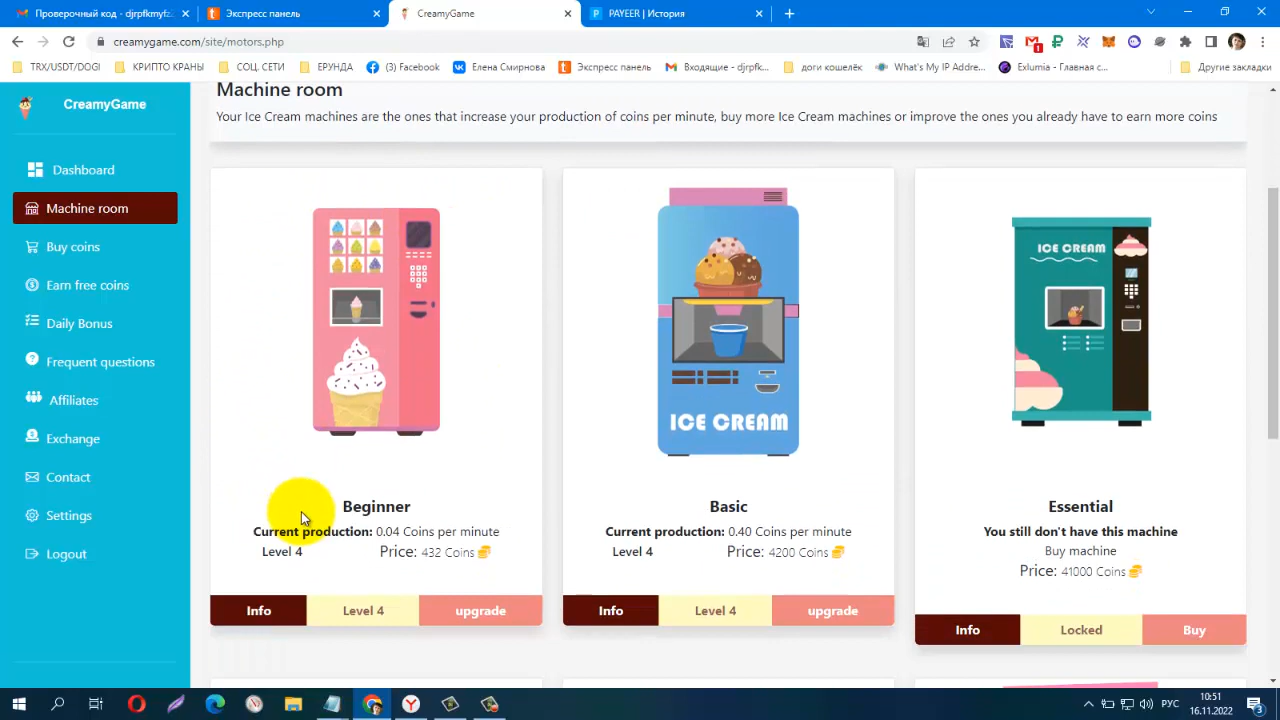 Проверочный код - djrpfkmyf2
Экспресс панель
CreamyGame
PAYEER | История
creamygame.com/site/motors.php
1
TRX/USDT/DOGI
КРИПТО КРАНЫ
СОЦ. СЕТИ
ЕРУНДА
(3) Facebook
Елена Смирнова
Экспресс панель
Входящие - djrpfk...
доги кошелёк
What's My IP Addre...
Exlumia - Главная с...
Другие закладки
CreamyGame
Dashboard
Machine room
Buy coins
Earn free coins
Daily Bonus
Frequent questions
Affiliates
Exchange
Contact
Settings
Logout
Machine room
Your Ice Cream machines are the ones that increase your production of coins per minute, buy more Ice Cream machines or improve the ones you already have to earn more coins
ICE CREAM
ICE CREAM
Beginner
Current production: 0.04 Coins per minute
Level 4 Price: 432 Coins
Info Level 4 upgrade
Basic
Current production: 0.40 Coins per minute
Level 4 Price: 4200 Coins
Info Level 4 upgrade
Essential
You still don't have this machine
Buy machine
Price: 41000 Coins
Info Locked Buy
РУС
10:51
16.11.2022
3